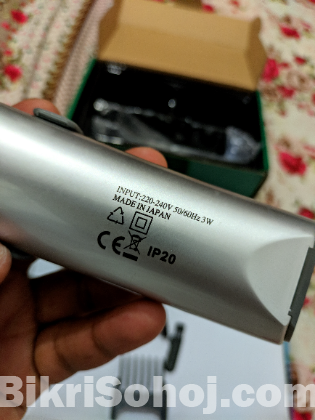 INPUT:220-240V 50/60Hz 3W
MADE IN JAPAN
CE IP20
BikriSohoj.com